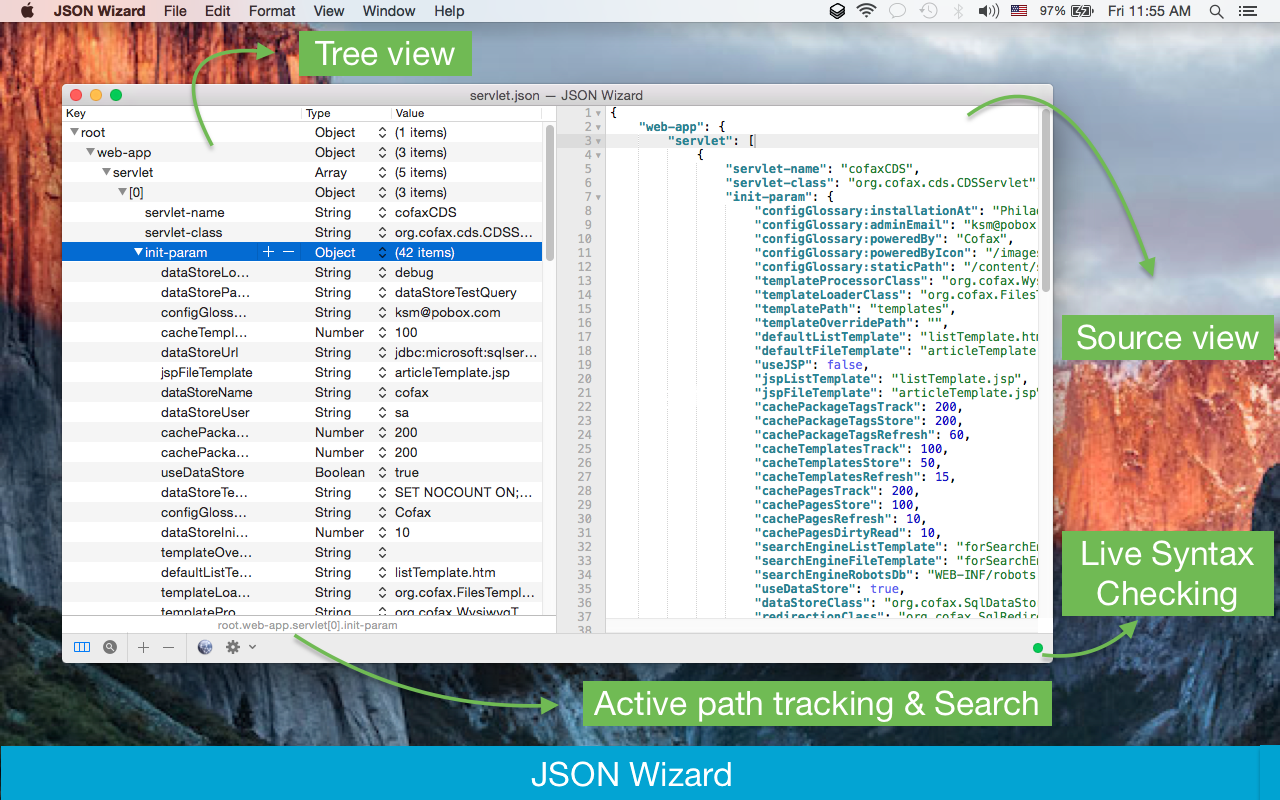 JSON Wizard File Edit Format View Window Help 97% Fri 11:55 AM
Tree view
servlet.json — JSON Wizard
Key Type Value
root Object (1 items)
web-app Object (3 items)
servlet Array (5 items)
[0] Object (3 items)
servlet-name String cofaxCDS
servlet-class String org.cofax.cds.CDSS...
init-param + − Object (42 items)
dataStoreLo... String debug
dataStorePa... String dataStoreTestQuery
configGloss... String ksm@pobox.com
cacheTempl... Number 100
dataStoreUrl String jdbc:microsoft:sqlser...
jspFileTemplate String articleTemplate.jsp
dataStoreName String cofax
dataStoreUser String sa
cachePacka... Number 200
cachePacka... Number 200
useDataStore Boolean true
dataStoreTe... String SET NOCOUNT ON;...
configGloss... String Cofax
dataStoreIni... Number 10
templateOve... String
defaultListTe... String listTemplate.htm
templateLoa... String org.cofax.FilesTempl...
templatePro... String org.cofax.WysiwygT...
root.web-app.servlet[0].init-param
1 {
2 "web-app": {
3 "servlet": [
4 {
5 "servlet-name": "cofaxCDS",
6 "servlet-class": "org.cofax.cds.CDSServlet"
7 "init-param": {
8 "configGlossary:installationAt": "Philad
9 "configGlossary:adminEmail": "ksm@pobox
10 "configGlossary:poweredBy": "Cofax",
11 "configGlossary:poweredByIcon": "/images
12 "configGlossary:staticPath": "/content/s
13 "templateProcessorClass": "org.cofax.Wys
14 "templateLoaderClass": "org.cofax.FilesT
15 "templatePath": "templates",
16 "templateOverridePath": "",
17 "defaultListTemplate": "listTemplate.htm
18 "defaultFileTemplate": "articleTemplate
19 "useJSP": false,
20 "jspListTemplate": "listTemplate.jsp",
21 "jspFileTemplate": "articleTemplate.jsp"
22 "cachePackageTagsTrack": 200,
23 "cachePackageTagsStore": 200,
24 "cachePackageTagsRefresh": 60,
25 "cacheTemplatesTrack": 100,
26 "cacheTemplatesStore": 50,
27 "cacheTemplatesRefresh": 15,
28 "cachePagesTrack": 200,
29 "cachePagesStore": 100,
30 "cachePagesRefresh": 10,
31 "cachePagesDirtyRead": 10,
32 "searchEngineListTemplate": "forSearchEn
33 "searchEngineFileTemplate": "forSearchEn
34 "searchEngineRobotsDb": "WEB-INF/robots
35 "useDataStore": true,
36 "dataStoreClass": "org.cofax.SqlDataSto
37 "redirectionClass": "org.cofax.SqlRedire
38
Source view
Live Syntax
Checking
Active path tracking & Search
JSON Wizard